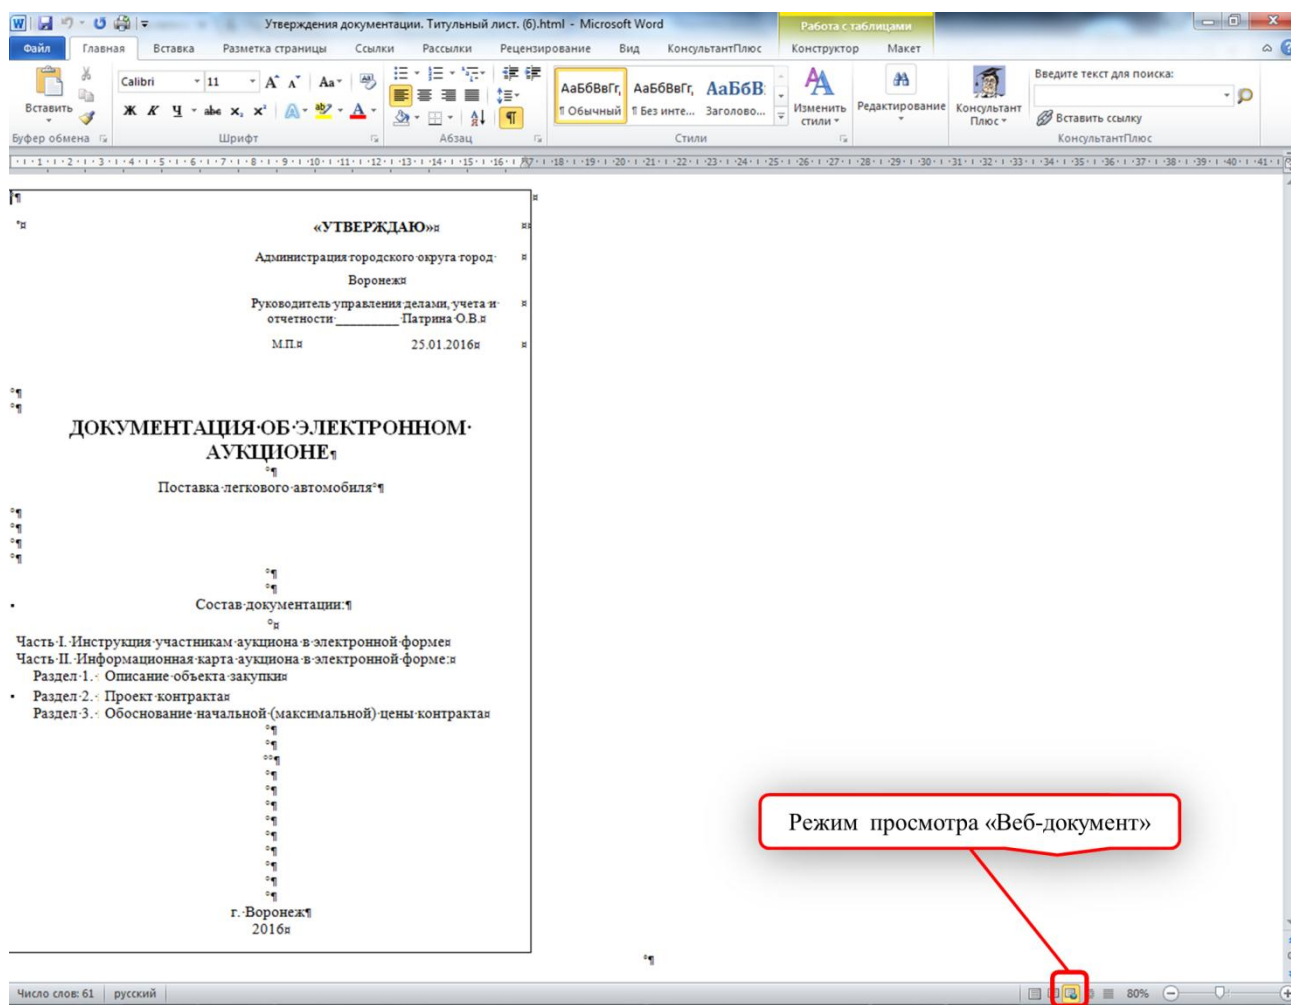 Утверждения документации. Титульный лист. (6).html - Microsoft Word
Работа с таблицами
Файл Главная Вставка Разметка страницы Ссылки Рассылки Рецензирование Вид КонсультантПлюс Конструктор Макет
Calibri 11
Вставить
Буфер обмена
Ж К Ч
Шрифт
Абзац
АаБбВвГг, АаБбВвГг, АаБбВ
¶ Обычный ¶ Без инте... Заголово...
Стили
Изменить стили
Редактирование
Консультант Плюс
Введите текст для поиска:
Вставить ссылку
КонсультантПлюс
«УТВЕРЖДАЮ»
Администрация городского округа город
Воронеж
Руководитель управления делами, учета и
отчетности _________ Патрина О.В.
М.П. 25.01.2016
ДОКУМЕНТАЦИЯ ОБ ЭЛЕКТРОННОМ
АУКЦИОНЕ
Поставка легкового автомобиля
Состав документации:
Часть I. Инструкция участникам аукциона в электронной форме
Часть II. Информационная карта аукциона в электронной форме:
Раздел 1. Описание объекта закупки
Раздел 2. Проект контракта
Раздел 3. Обоснование начальной (максимальной) цены контракта
г. Воронеж
2016
Режим просмотра «Веб-документ»
Число слов: 61 русский 80%